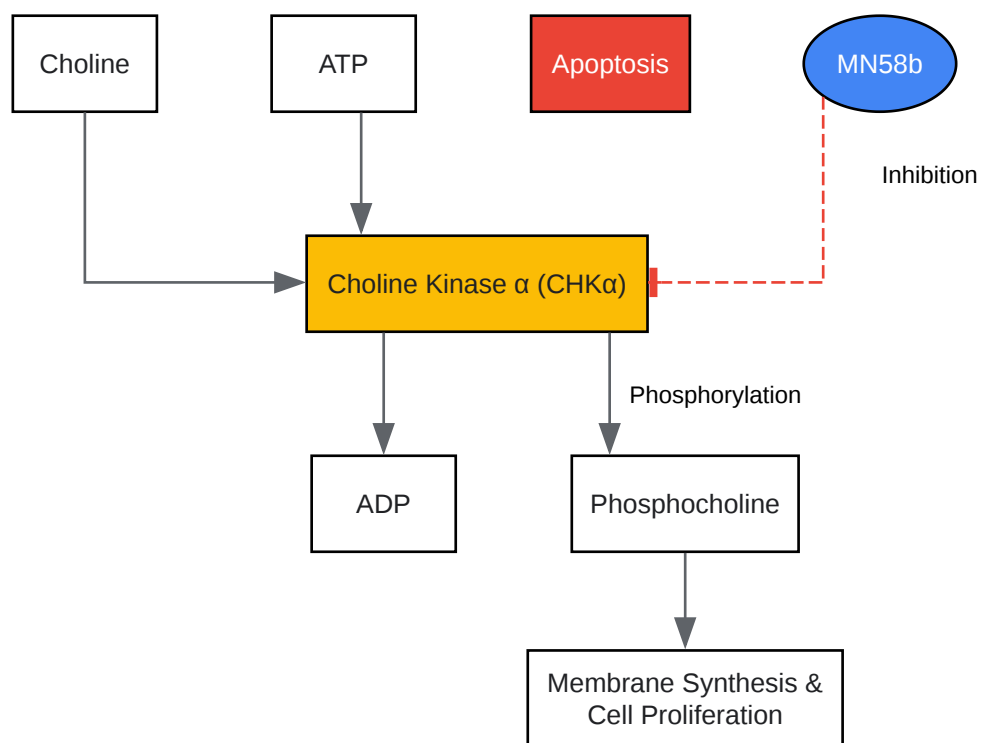 Choline
ATP
Apoptosis
MN58b
Inhibition
Choline Kinase α (CHKα)
Phosphorylation
ADP
Phosphocholine
Membrane Synthesis &
Cell Proliferation